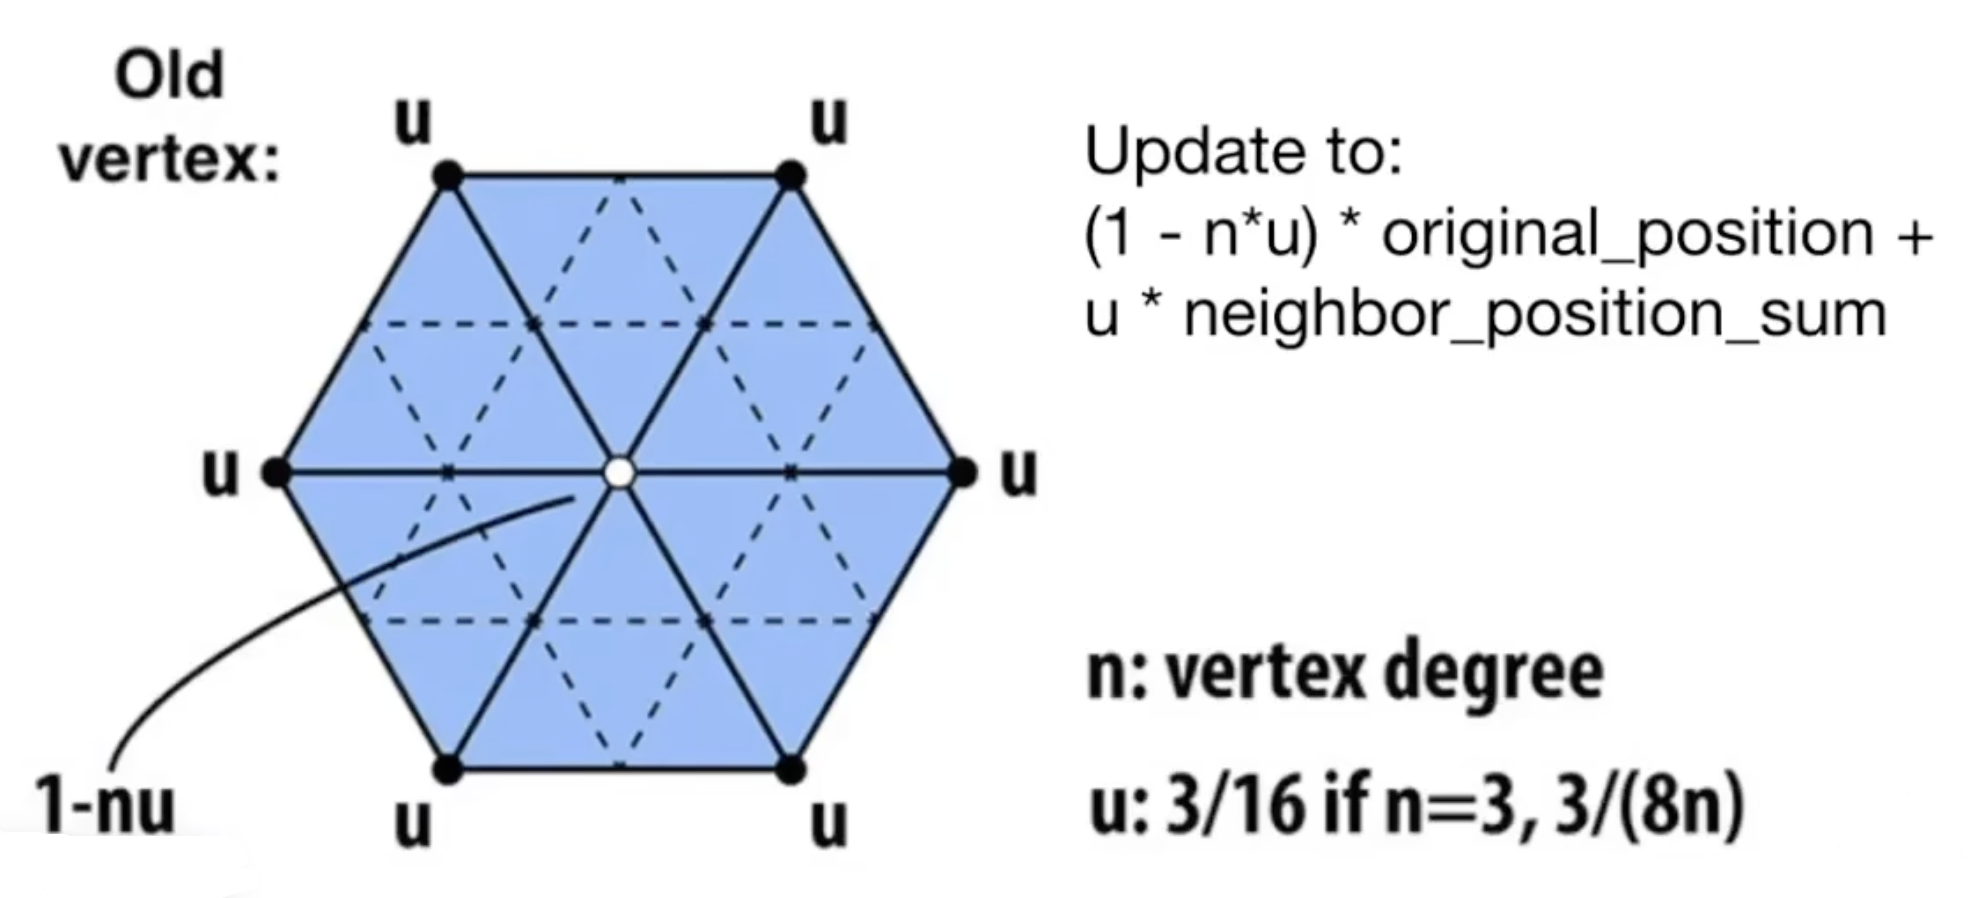 Old
vertex:
u
u
u
u
1-nu
u
u
Update to:
(1 - n*u) * original_position +
u * neighbor_position_sum
n: vertex degree
u: 3/16 if n=3, 3/(8n)